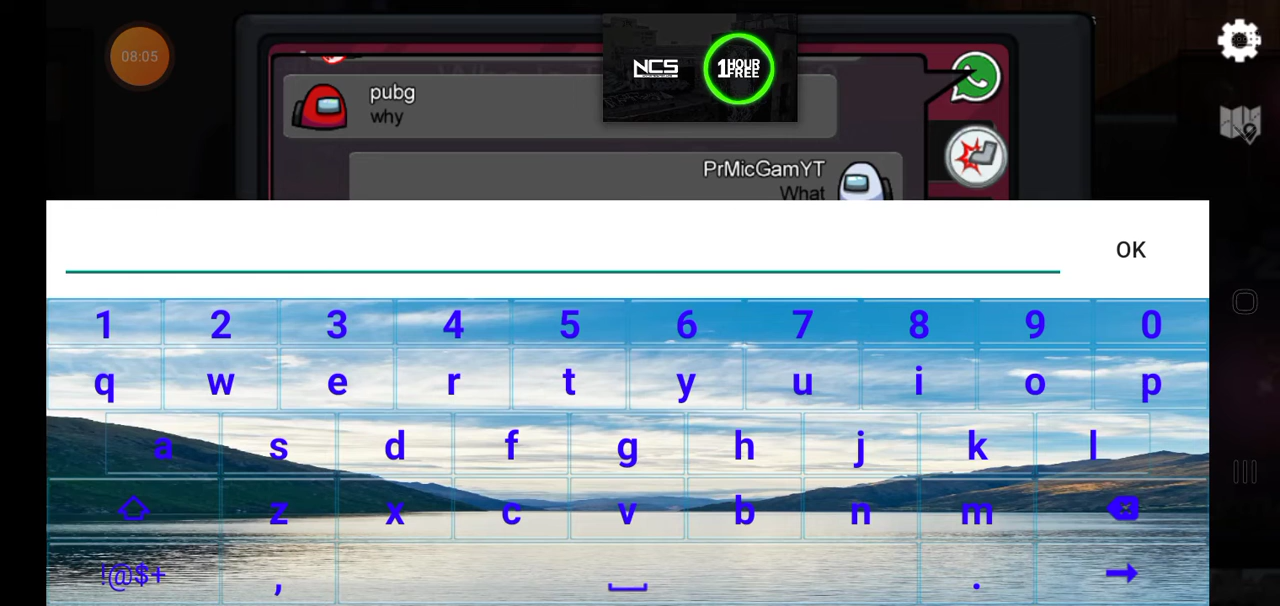 08:05
NCS
1 HOUR
FREE
pubg
why
PrMicGamYT
What
OK
1 2 3 4 5 6 7 8 9 0
q w e r t y u i o p
a s d f g h j k l
z x c v b n m
!@$+ , .